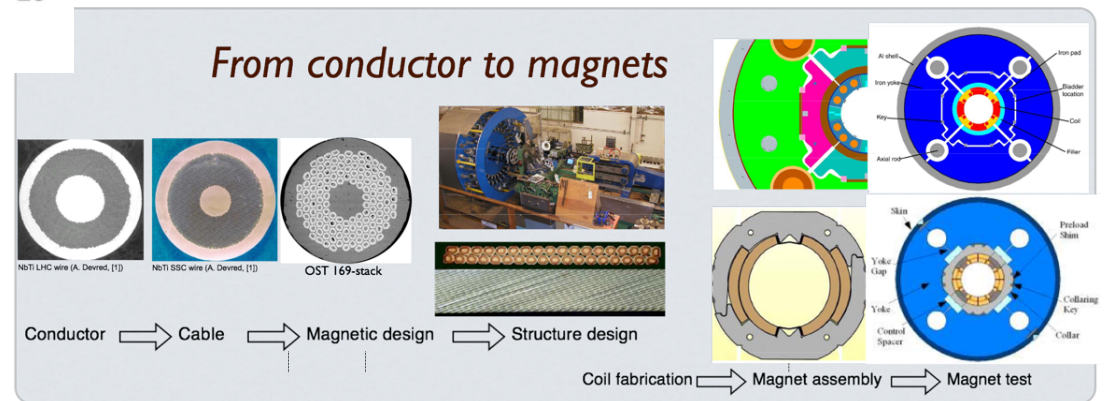 From conductor to magnets
NbTi LHC wire (A. Devred, [1])
NbTi SSC wire (A. Devred, [1])
OST 169-stack
Conductor
Cable
Magnetic design
Structure design
Al shell
Iron yoke
Key
Axial rod
Iron pad
Bladder
location
Coil
Filler
Skin
Yoke
Gap
Yoke
Control
Spacer
Preload
Shim
Collaring
Key
Collar
Coil fabrication
Magnet assembly
Magnet test